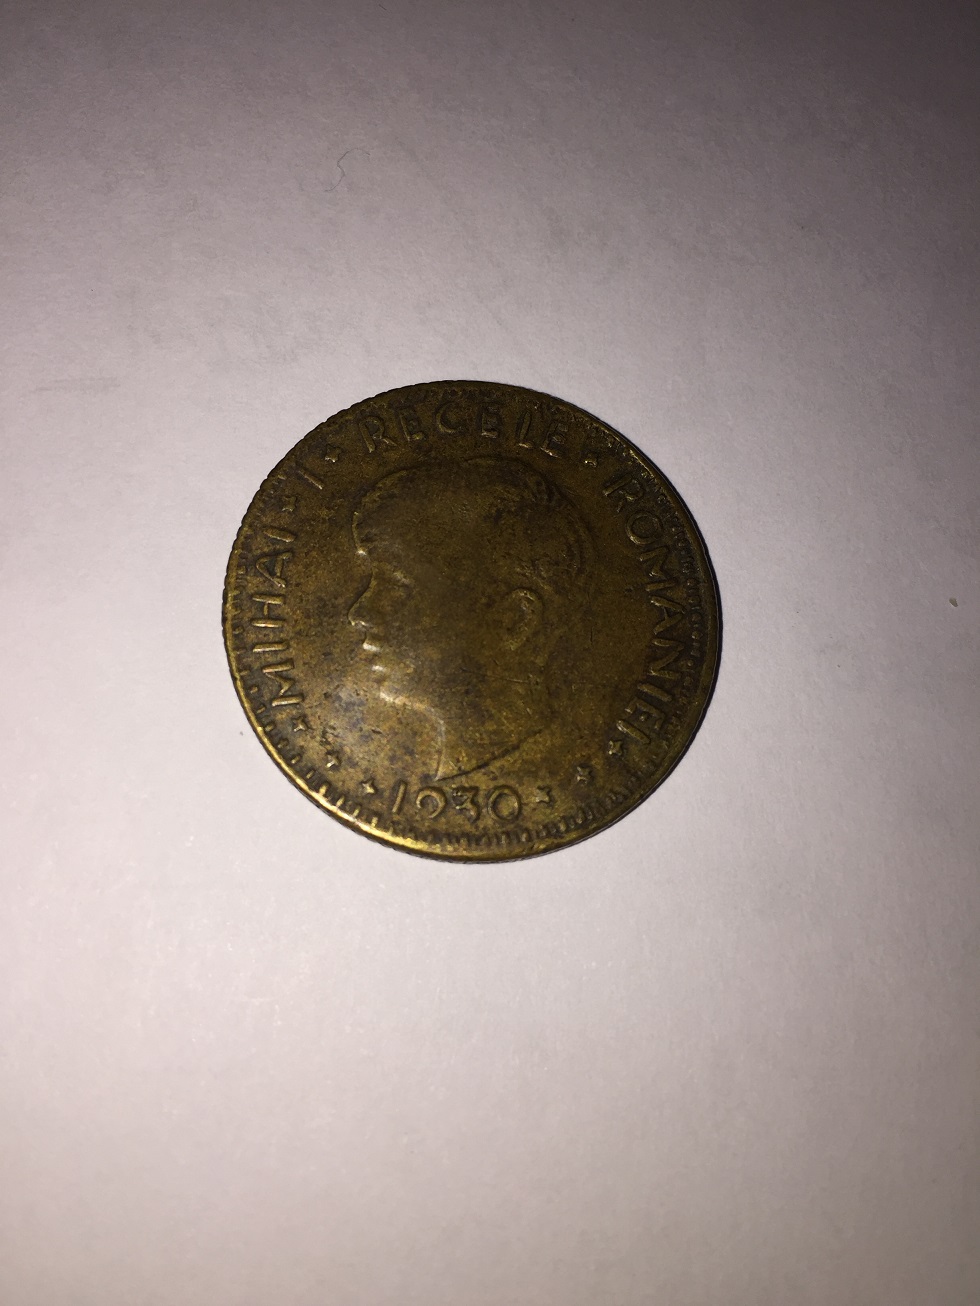 MIHAI I REGELE ROMANIEI
1930